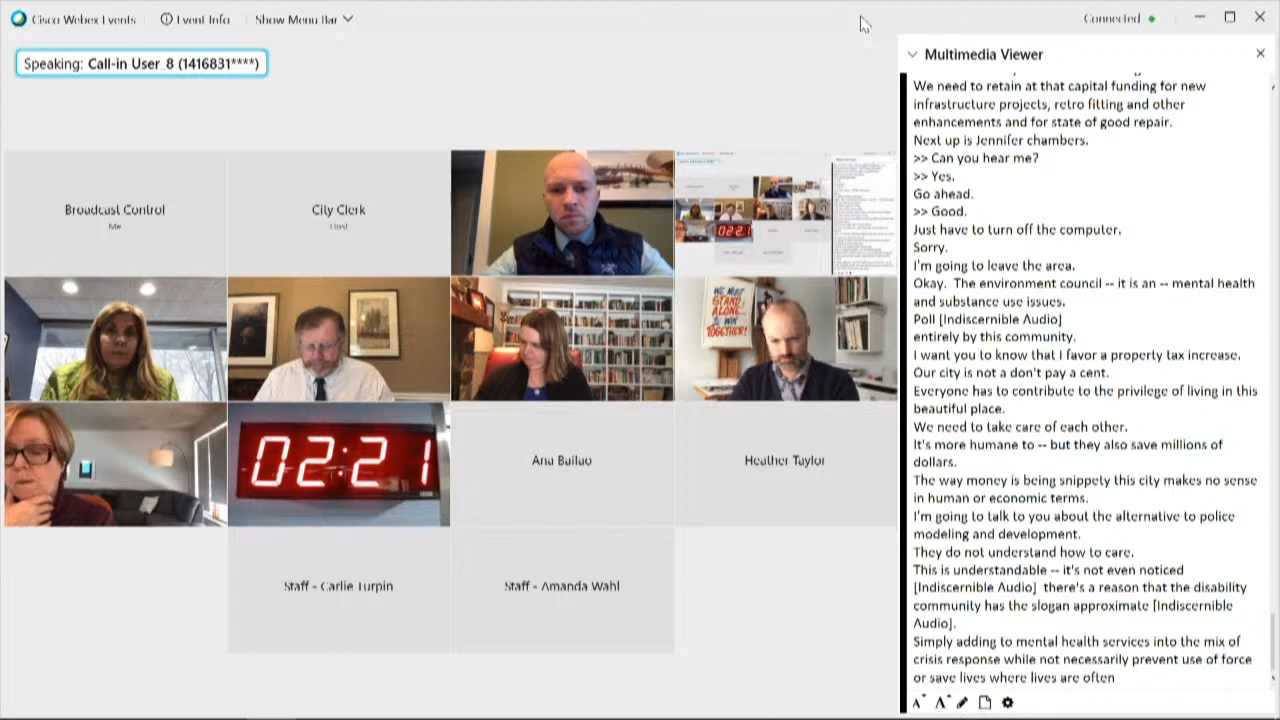 Cisco Webex Events
Event Info
Show Menu Bar
Connected
Speaking: Call-in User_8 (1416831****)
Broadcast
Me
City Clerk
Host
WE MUST
STAND
ALONE
TO WIN
TOGETHER!
02:21
02:21
Ana Bailao
Heather Taylor
Staff - Carlie Turpin
Staff - Amanda Wahl
Multimedia Viewer
We need to retain at that capital funding for new
infrastructure projects, retro fitting and other
enhancements and for state of good repair.
Next up is Jennifer chambers.
>> Can you hear me?
>> Yes.
Go ahead.
>> Good.
Just have to turn off the computer.
Sorry.
I'm going to leave the area.
Okay.  The environment council -- it is an -- mental health
and substance use issues.
Poll [Indiscernible Audio]
entirely by this community.
I want you to know that I favor a property tax increase.
Our city is not a don't pay a cent.
Everyone has to contribute to the privilege of living in this
beautiful place.
We need to take care of each other.
It's more humane to -- but they also save millions of
dollars.
The way money is being snippety this city makes no sense
in human or economic terms.
I'm going to talk to you about the alternative to police
modeling and development.
They do not understand how to care.
This is understandable -- it's not even noticed
[Indiscernible Audio]  there's a reason that the disability
community has the slogan approximate [Indiscernible
Audio].
Simply adding to mental health services into the mix of
crisis response while not necessarily prevent use of force
or save lives where lives are often